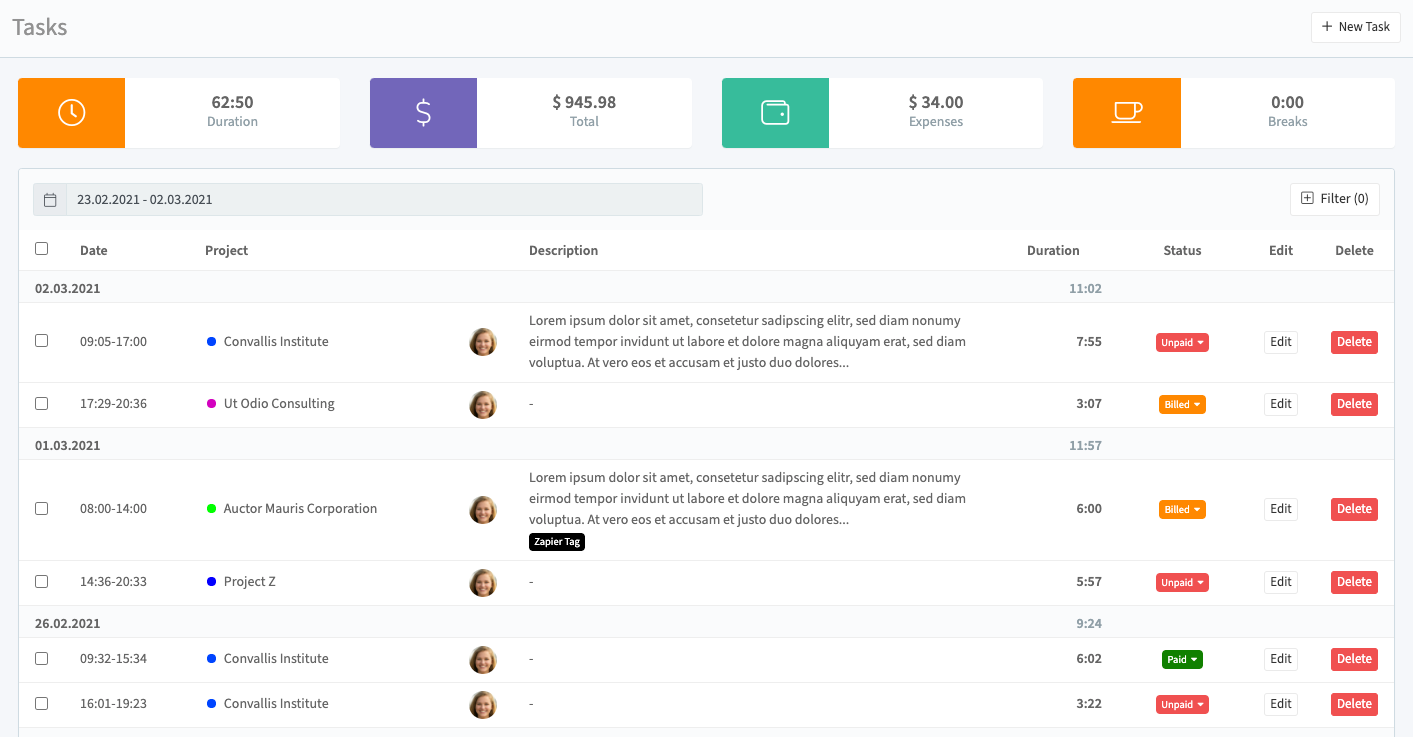 Tasks
+ New Task
62:50
Duration
$ 945.98
Total
$ 34.00
Expenses
0:00
Breaks
23.02.2021 - 02.03.2021
Filter (0)
Date Project Description Duration Status Edit Delete
02.03.2021 11:02
09:05-17:00 Convallis Institute Lorem ipsum dolor sit amet, consetetur sadipscing elitr, sed diam nonumy
eirmod tempor invidunt ut labore et dolore magna aliquyam erat, sed diam
voluptua. At vero eos et accusam et justo duo dolores... 7:55 Unpaid Edit Delete
17:29-20:36 Ut Odio Consulting - 3:07 Billed Edit Delete
01.03.2021 11:57
08:00-14:00 Auctor Mauris Corporation Lorem ipsum dolor sit amet, consetetur sadipscing elitr, sed diam nonumy
eirmod tempor invidunt ut labore et dolore magna aliquyam erat, sed diam
voluptua. At vero eos et accusam et justo duo dolores... 6:00 Billed Edit Delete
Zapier Tag
14:36-20:33 Project Z - 5:57 Unpaid Edit Delete
26.02.2021 9:24
09:32-15:34 Convallis Institute - 6:02 Paid Edit Delete
16:01-19:23 Convallis Institute - 3:22 Unpaid Edit Delete